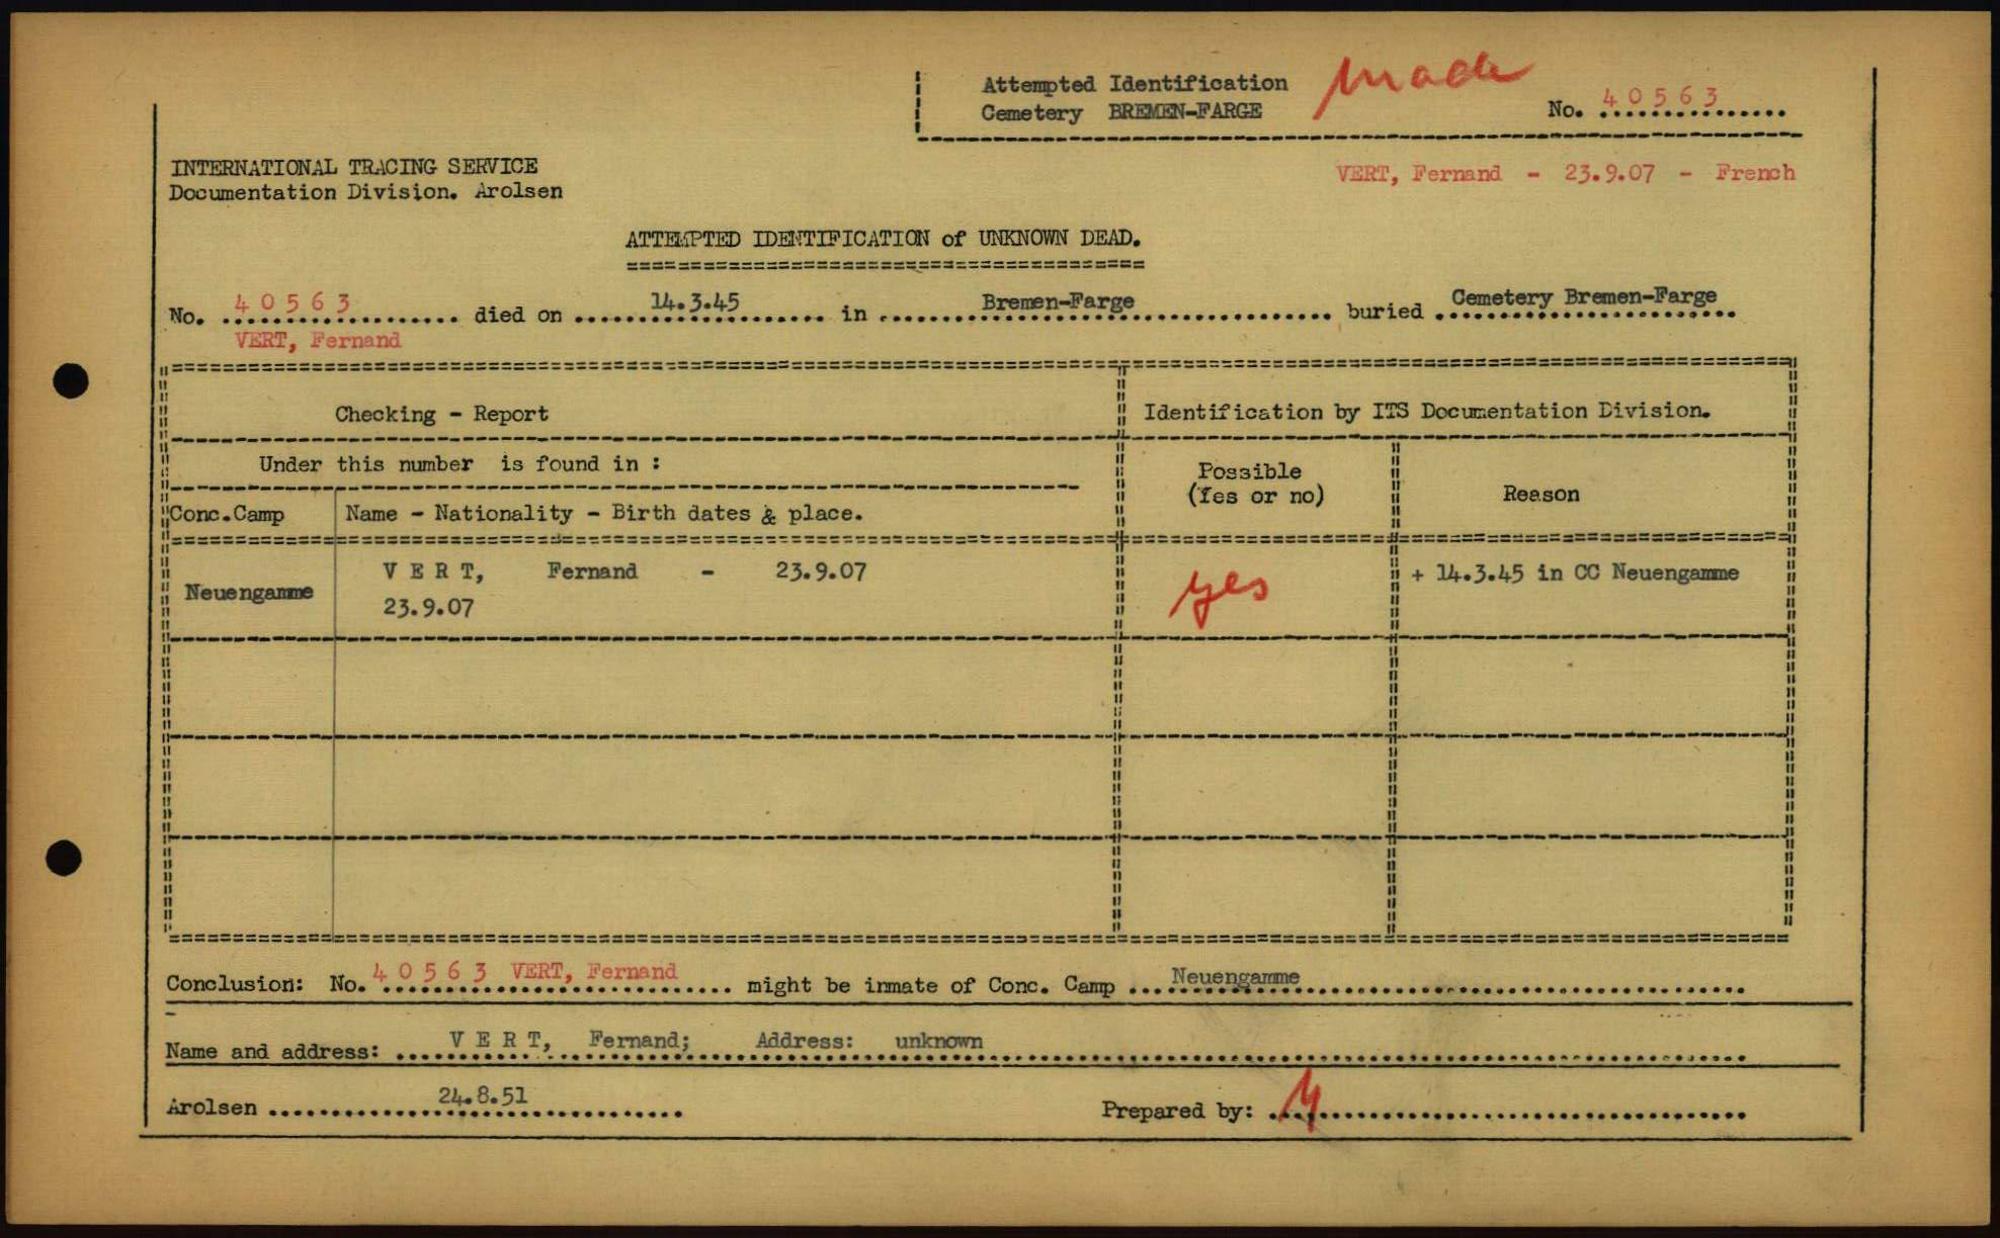 Attempted Identification made
Cemetery BREMEN-FARGE No. 40563
INTERNATIONAL TRACING SERVICE
Documentation Division. Arolsen
VERT, Fernand - 23.9.07 - French
ATTEMPTED IDENTIFICATION of UNKNOWN DEAD.
No. 40563 died on 14.3.45 in Bremen-Farge buried Cemetery Bremen-Farge
VERT, Fernand
Checking - Report
Identification by ITS Documentation Division.
Under this number is found in :
Possible
(Yes or no)
Reason
Conc.Camp
Name - Nationality - Birth dates & place.
Neuengamme
V E R T, Fernand - 23.9.07
23.9.07
yes
+ 14.3.45 in CC Neuengamme
Conclusion: No. 40563 VERT, Fernand might be inmate of Conc. Camp Neuengamme
Name and address: V E R T, Fernand; Address: unknown
Arolsen 24.8.51
Prepared by: